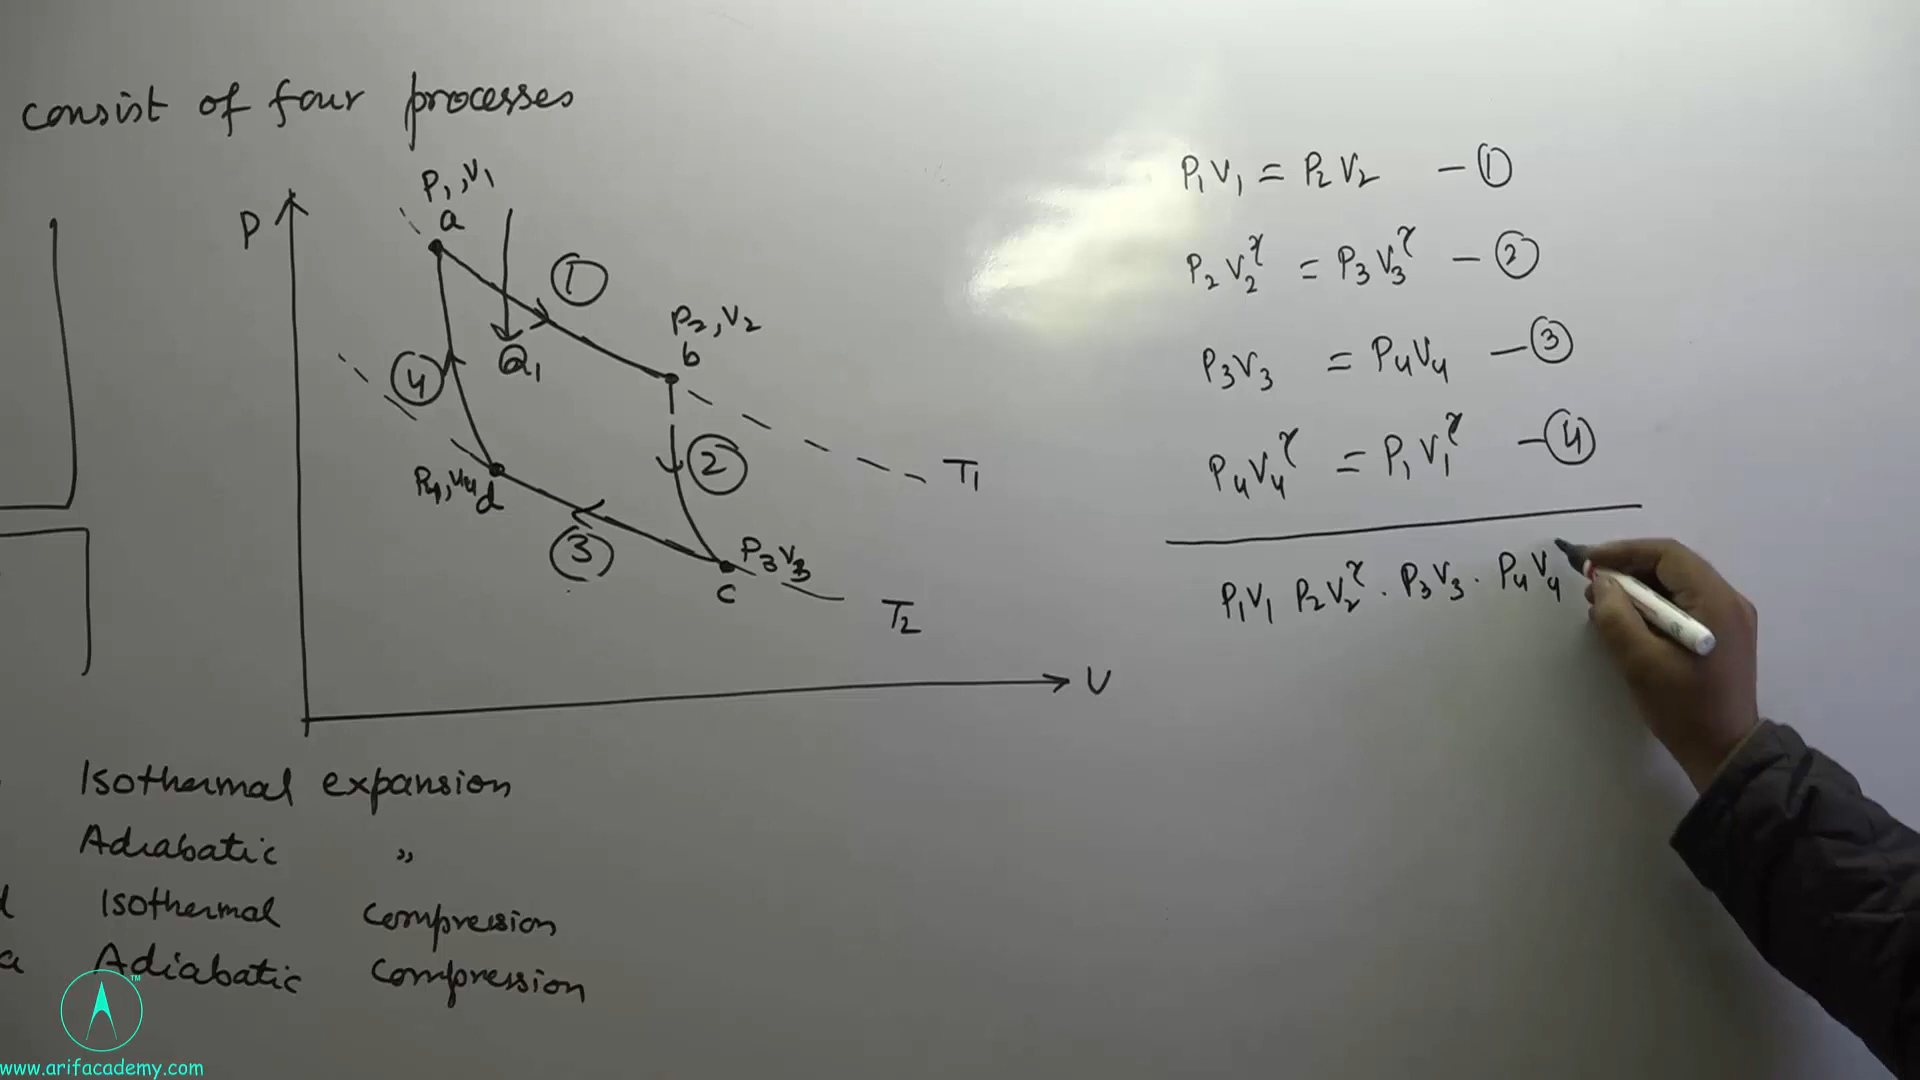 consist of four processes
P₁,V₁
a
P
①
P₂,V₂
b
Q₁
④
②
T₁
P₄,V₄
d
③
P₃V₃
c
T₂
V
P₁V₁ = P₂V₂ – ①
P₂V₂^γ = P₃V₃^γ – ②
P₃V₃ = P₄V₄ – ③
P₄V₄^γ = P₁V₁^γ – ④
P₁V₁ P₂V₂^γ . P₃V₃ . P₄V₄
Isothermal expansion
Adiabatic "
d Isothermal compression
a Adiabatic compression
TM
www.arifacademy.com